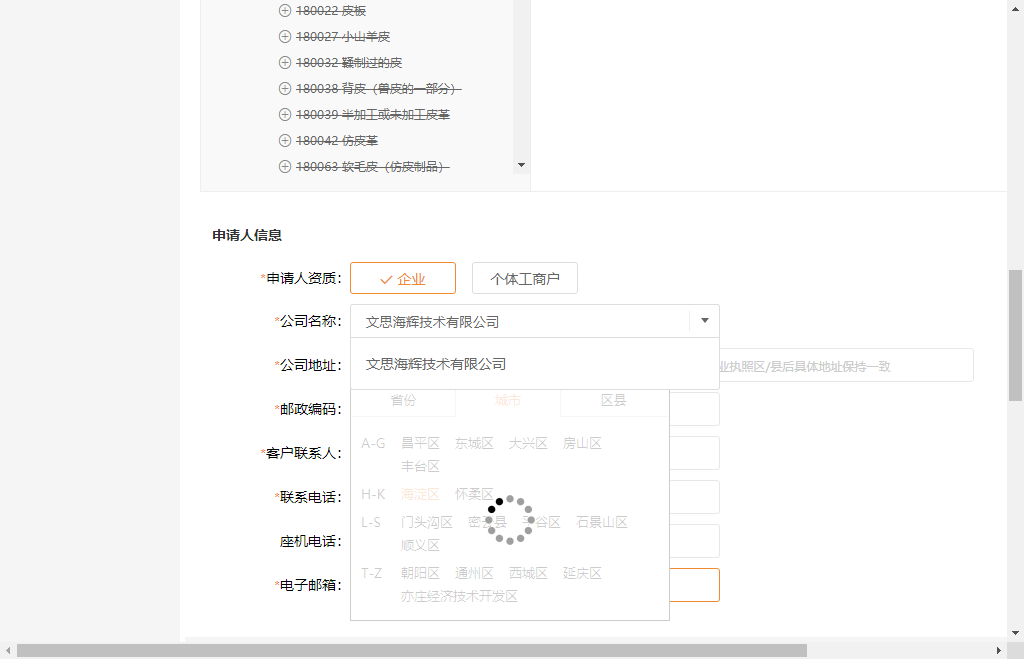 180022 皮板
180027 小山羊皮
180032 鞣制过的皮
180038 背皮（兽皮的一部分）
180039 半加工或未加工皮革
180042 仿皮革
180063 软毛皮（仿皮制品）
申请人信息
*申请人资质： 企业 个体工商户
*公司名称： 文思海辉技术有限公司
文思海辉技术有限公司
*公司地址： 业执照区/县后具体地址保持一致
*邮政编码： 省份 城市 区县
A-G 昌平区 东城区 大兴区 房山区
*客户联系人： 丰台区
H-K 海淀区 怀柔区
*联系电话：
L-S 门头沟区 密云县 平谷区 石景山区
座机电话： 顺义区
T-Z 朝阳区 通州区 西城区 延庆区
*电子邮箱：
亦庄经济技术开发区